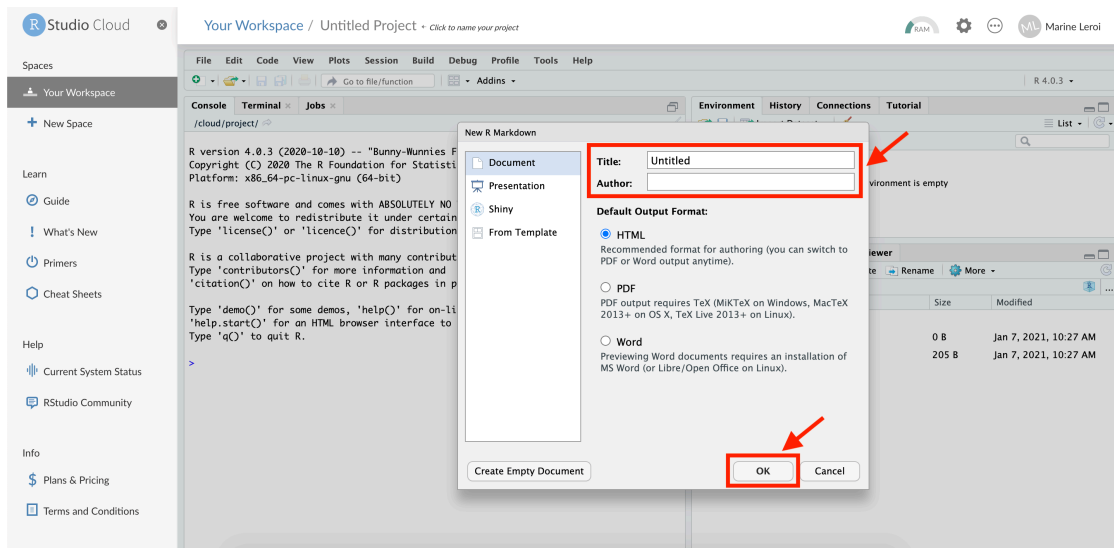 R Studio Cloud
Your Workspace / Untitled Project • Click to name your project
RAM
ML Marine Leroi
Spaces
Your Workspace
New Space
Learn
Guide
What's New
Primers
Cheat Sheets
Help
Current System Status
RStudio Community
Info
Plans & Pricing
Terms and Conditions
File Edit Code View Plots Session Build Debug Profile Tools Help
Go to file/function Addins
R 4.0.3
Console Terminal Jobs
/cloud/project/
R version 4.0.3 (2020-10-10) -- "Bunny-Wunnies F
Copyright (C) 2020 The R Foundation for Statisti
Platform: x86_64-pc-linux-gnu (64-bit)
R is free software and comes with ABSOLUTELY NO
You are welcome to redistribute it under certain
Type 'license()' or 'licence()' for distribution
R is a collaborative project with many contribut
Type 'contributors()' for more information and
'citation()' on how to cite R or R packages in p
Type 'demo()' for some demos, 'help()' for on-li
'help.start()' for an HTML browser interface to
Type 'q()' to quit R.
>
New R Markdown
Document
Presentation
R Shiny
From Template
Title: Untitled
Author:
Default Output Format:
HTML
Recommended format for authoring (you can switch to
PDF or Word output anytime).
PDF
PDF output requires TeX (MiKTeX on Windows, MacTeX
2013+ on OS X, TeX Live 2013+ on Linux).
Word
Previewing Word documents requires an installation of
MS Word (or Libre/Open Office on Linux).
Create Empty Document
OK
Cancel
Environment History Connections Tutorial
List
vironment is empty
iewer
te Rename More
R ...
Size Modified
0 B Jan 7, 2021, 10:27 AM
205 B Jan 7, 2021, 10:27 AM